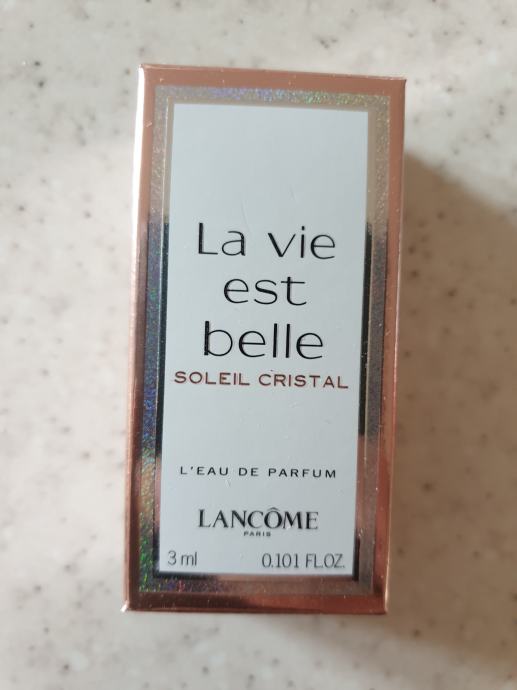 La vie
est
belle
SOLEIL CRISTAL
L'EAU DE PARFUM
LANCÔME
PARIS
3 ml 0.101 FL.OZ.